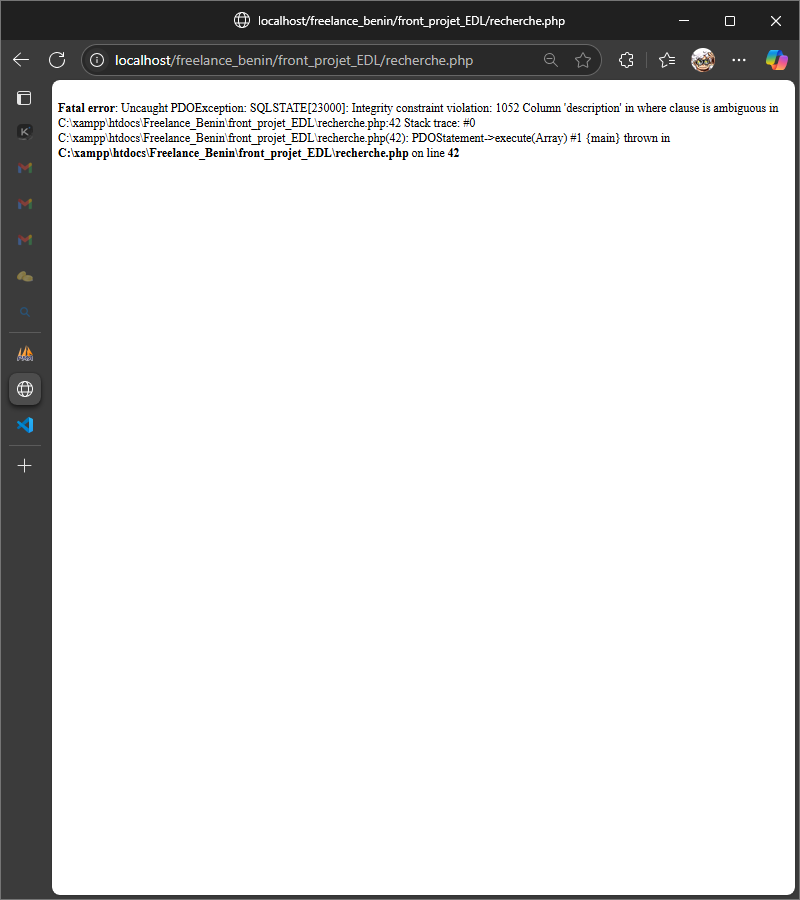 localhost/freelance_benin/front_projet_EDL/recherche.php
localhost/freelance_benin/front_projet_EDL/recherche.php
Fatal error: Uncaught PDOException: SQLSTATE[23000]: Integrity constraint violation: 1052 Column 'description' in where clause is ambiguous in
C:\xampp\htdocs\Freelance_Benin\front_projet_EDL\recherche.php:42 Stack trace: #0
C:\xampp\htdocs\Freelance_Benin\front_projet_EDL\recherche.php(42): PDOStatement->execute(Array) #1 {main} thrown in
C:\xampp\htdocs\Freelance_Benin\front_projet_EDL\recherche.php on line 42